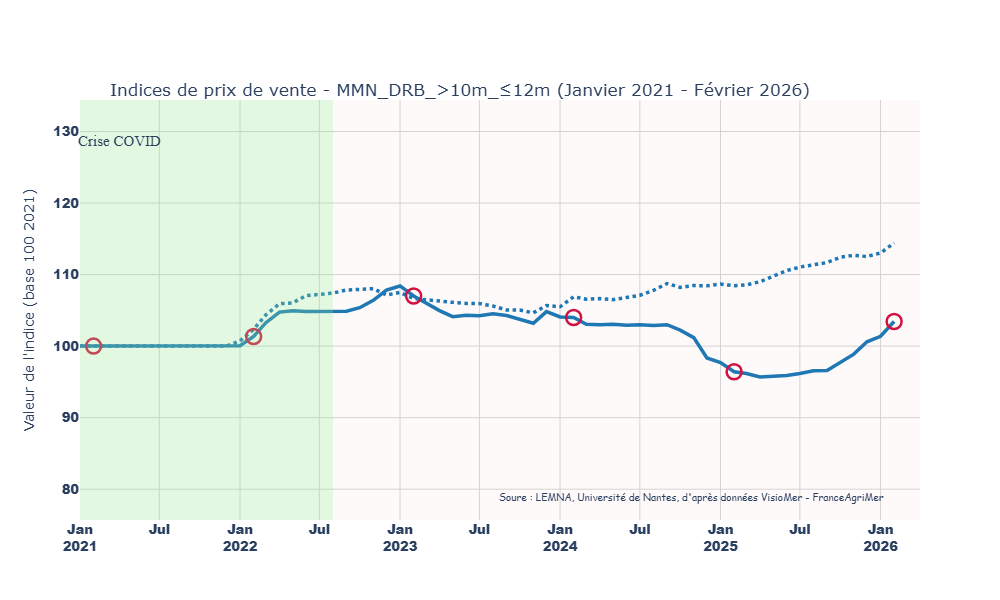 Indices de prix de vente - MMN_DRB_>10m_≤12m (Janvier 2021 - Février 2026)
Valeur de l'indice (base 100 2021)
130
Crise COVID
120
110
100
90
80
Soure : LEMNA, Université de Nantes, d'après données VisioMer - FranceAgriMer
Jan Jul Jan Jul Jan Jul Jan Jul Jan Jul Jan
2021 2022 2023 2024 2025 2026